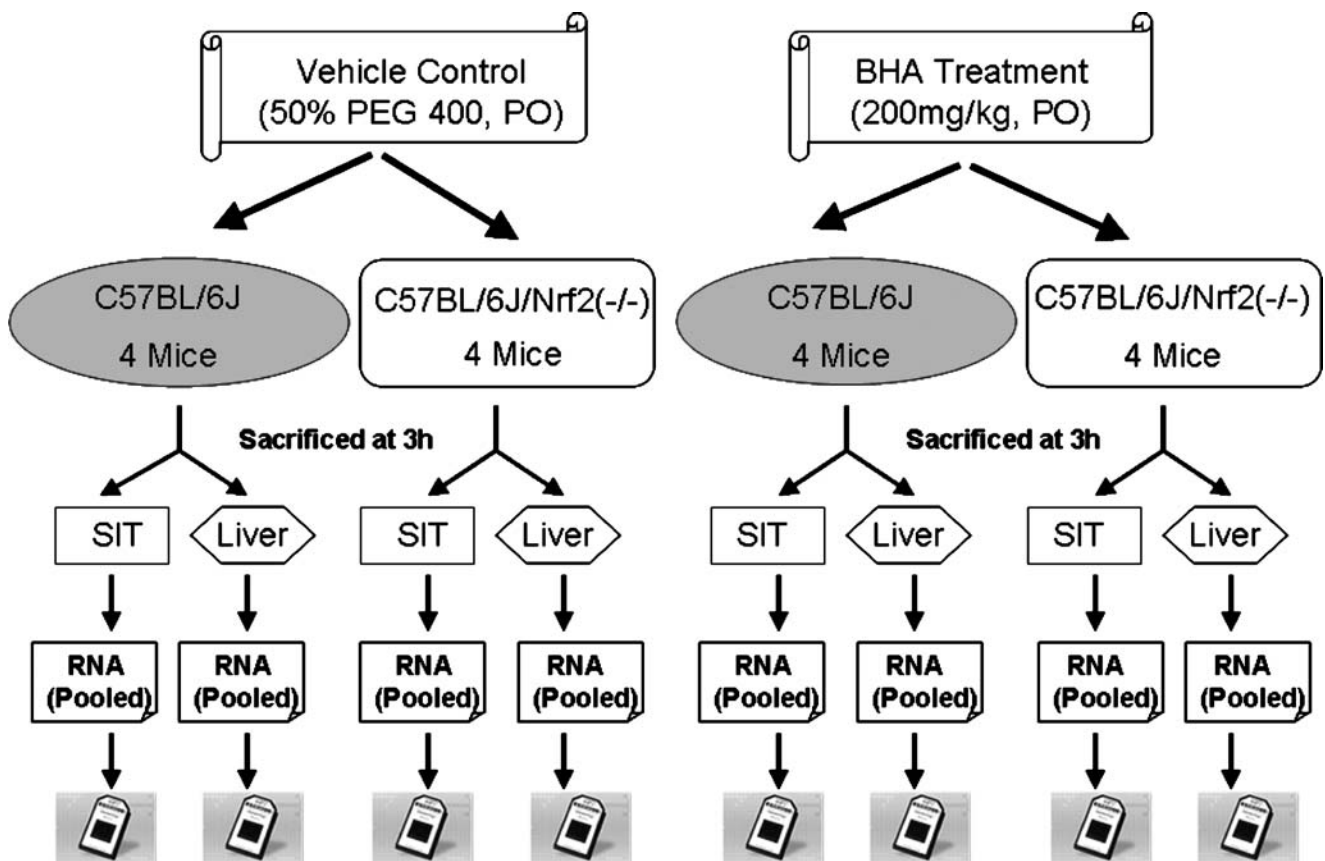 Vehicle Control
(50% PEG 400, PO)
BHA Treatment
(200mg/kg, PO)
C57BL/6J
4 Mice
C57BL/6J/Nrf2(-/-)
4 Mice
C57BL/6J
4 Mice
C57BL/6J/Nrf2(-/-)
4 Mice
Sacrificed at 3h
Sacrificed at 3h
SIT
Liver
SIT
Liver
SIT
Liver
SIT
Liver
RNA
(Pooled)
RNA
(Pooled)
RNA
(Pooled)
RNA
(Pooled)
RNA
(Pooled)
RNA
(Pooled)
RNA
(Pooled)
RNA
(Pooled)